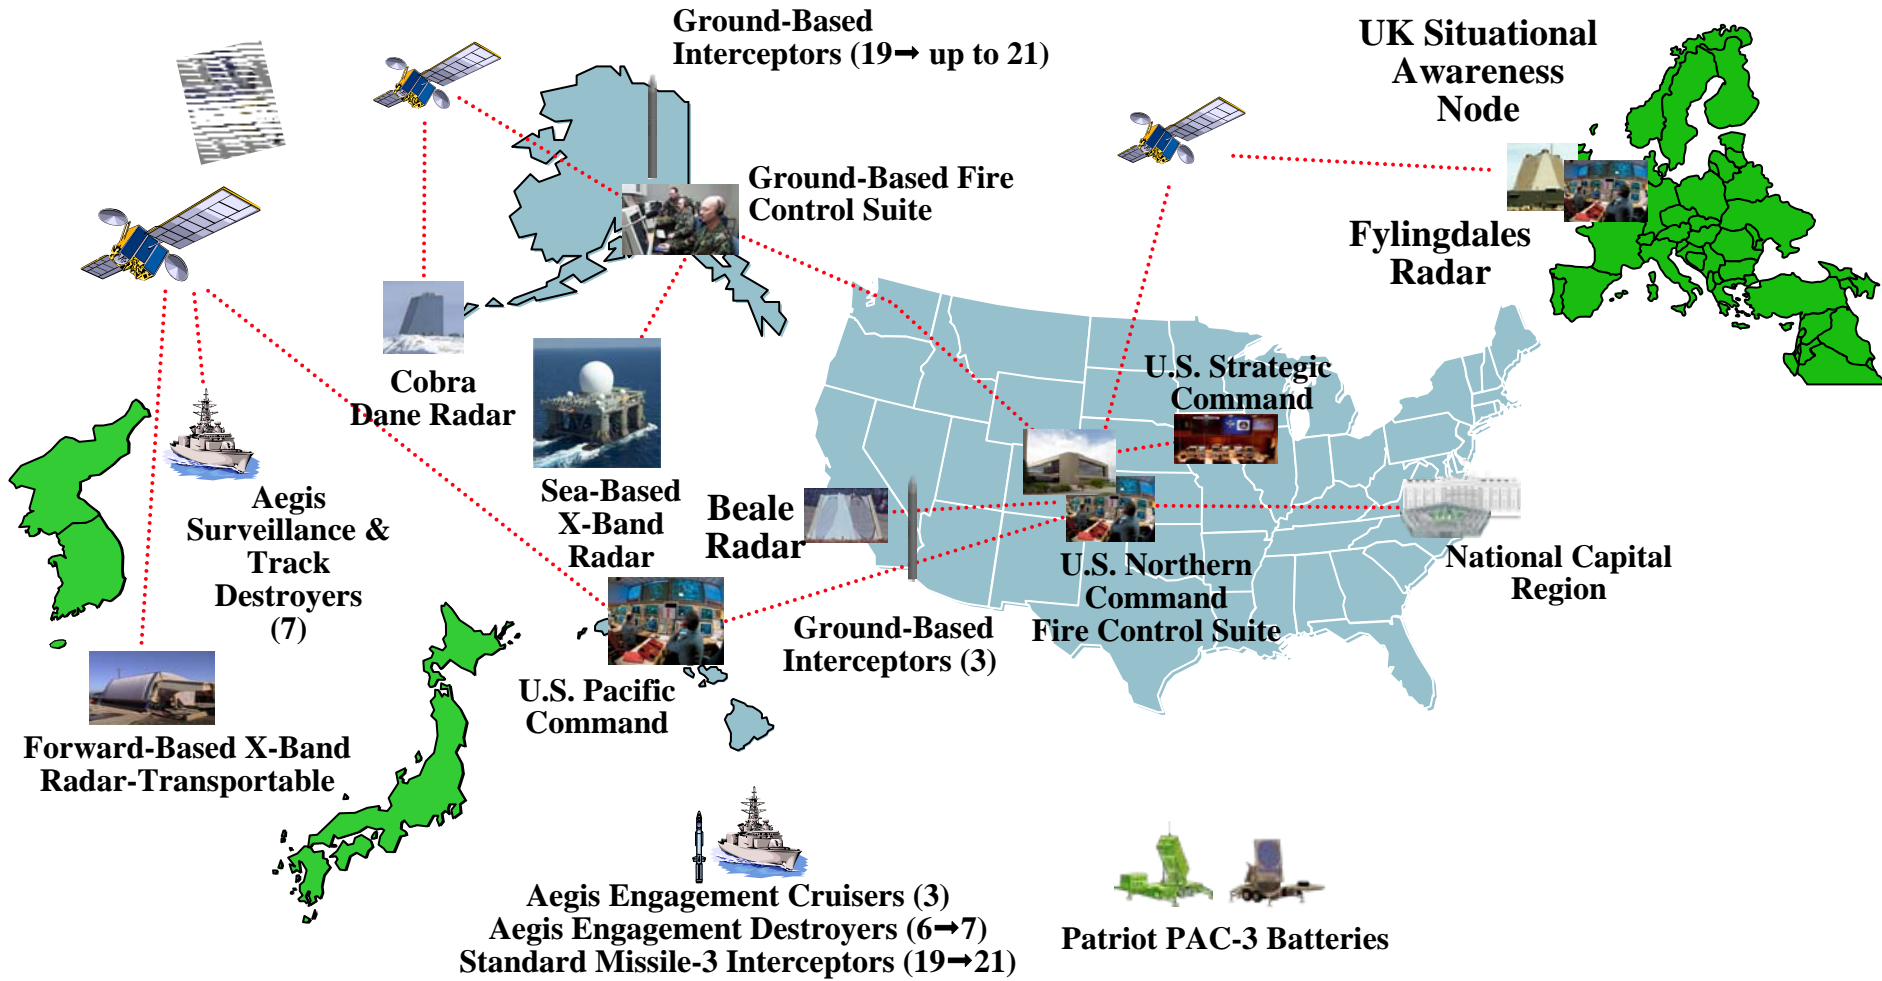 Ground-Based
Interceptors (19➞ up to 21)
UK Situational
Awareness
Node
Ground-Based Fire
Control Suite
Fylingdales
Radar
Cobra
Dane Radar
U.S. Strategic
Command
Sea-Based
X-Band
Radar
Beale
Radar
Aegis
Surveillance &
Track
Destroyers
(7)
National Capital
Region
U.S. Northern
Command
Fire Control Suite
Ground-Based
Interceptors (3)
U.S. Pacific
Command
Forward-Based X-Band
Radar-Transportable
Aegis Engagement Cruisers (3)
Aegis Engagement Destroyers (6➞7)
Standard Missile-3 Interceptors (19➞21)
Patriot PAC-3 Batteries